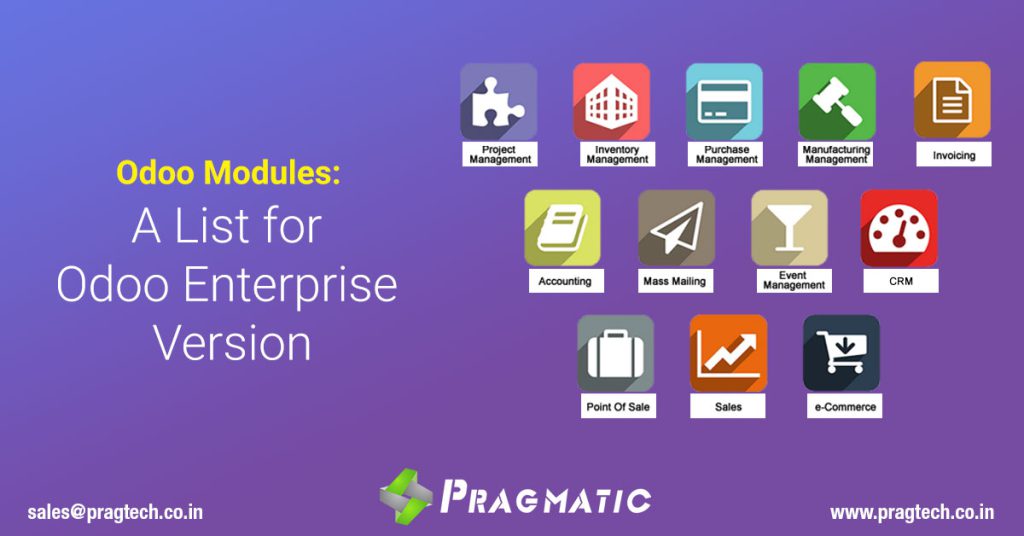 Odoo Modules:
A List for
Odoo Enterprise
Version
Project
Management
Inventory
Management
Purchase
Management
Manufacturing
Management
Invoicing
Accounting
Mass Mailing
Event
Management
CRM
Point Of Sale
Sales
e-Commerce
sales@pragtech.co.in
PRAGMATIC
www.pragtech.co.in